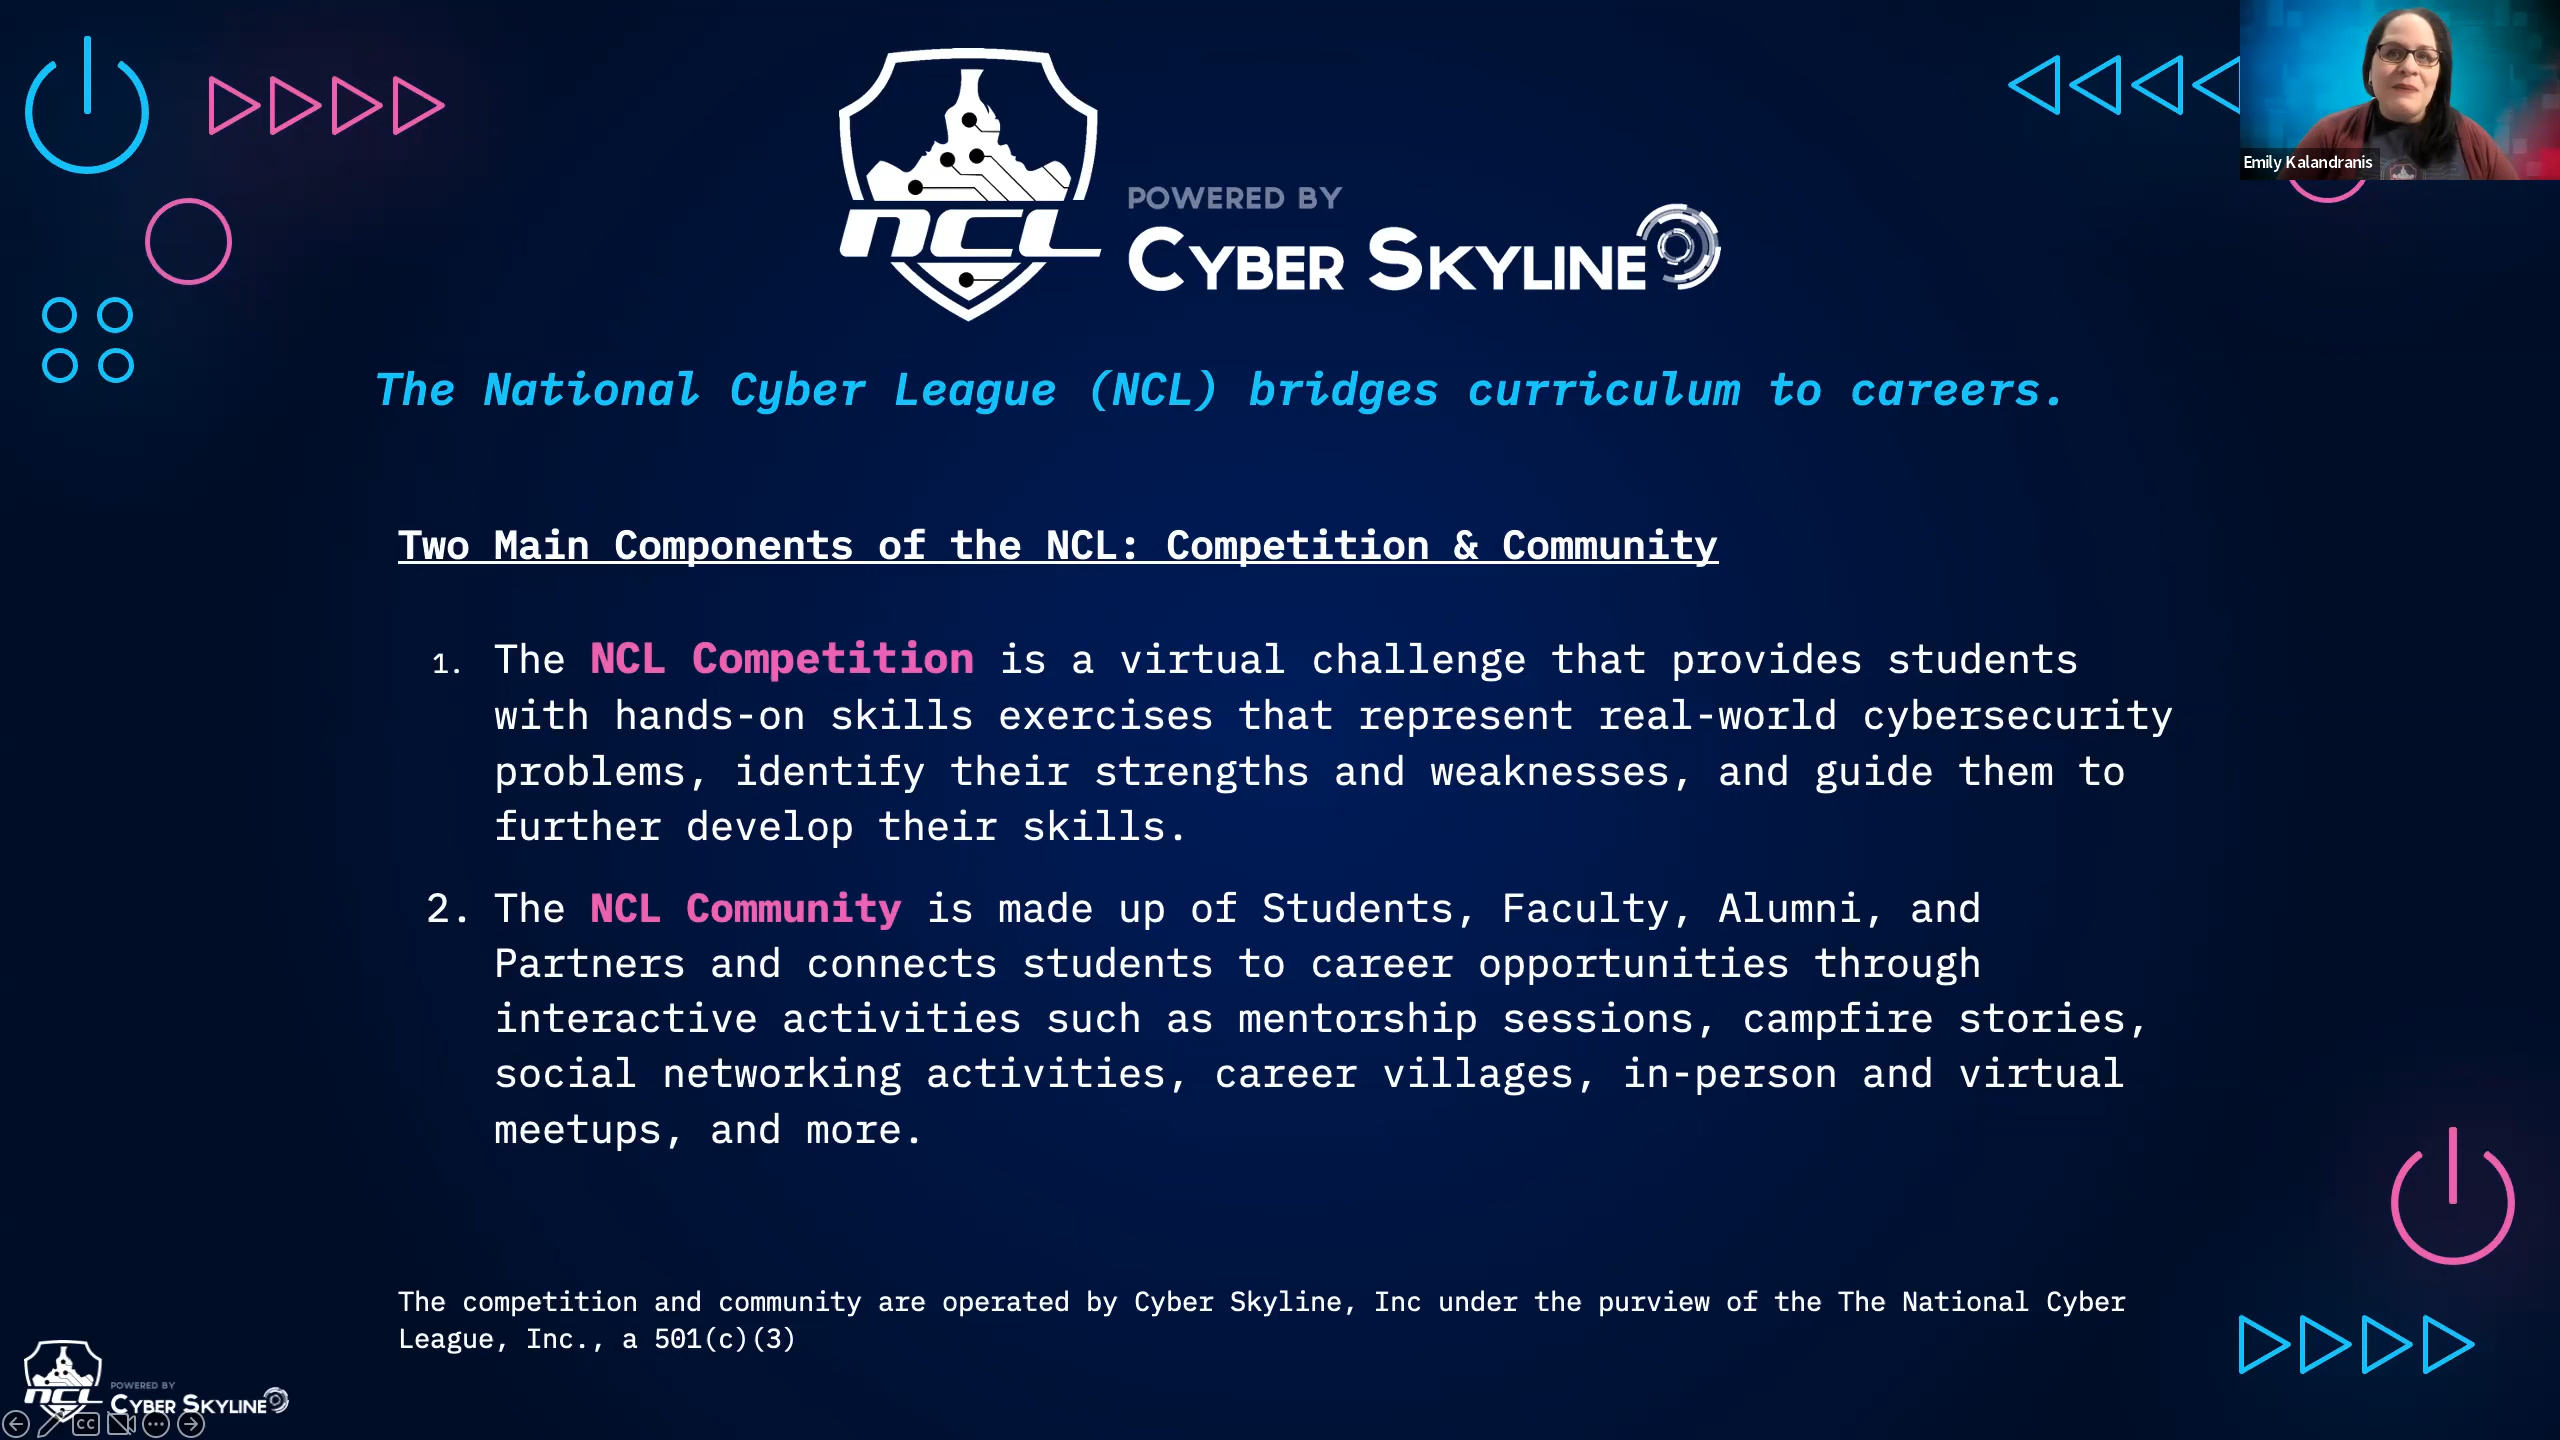 ncl
POWERED BY
CYBER SKYLINE
Emily Kalandranis
The National Cyber League (NCL) bridges curriculum to careers.
Two Main Components of the NCL: Competition & Community
1. The NCL Competition is a virtual challenge that provides students
with hands-on skills exercises that represent real-world cybersecurity
problems, identify their strengths and weaknesses, and guide them to
further develop their skills.
2. The NCL Community is made up of Students, Faculty, Alumni, and
Partners and connects students to career opportunities through
interactive activities such as mentorship sessions, campfire stories,
social networking activities, career villages, in-person and virtual
meetups, and more.
The competition and community are operated by Cyber Skyline, Inc under the purview of the The National Cyber
League, Inc., a 501(c)(3)
ncl
POWERED BY
CYBER SKYLINE
CC